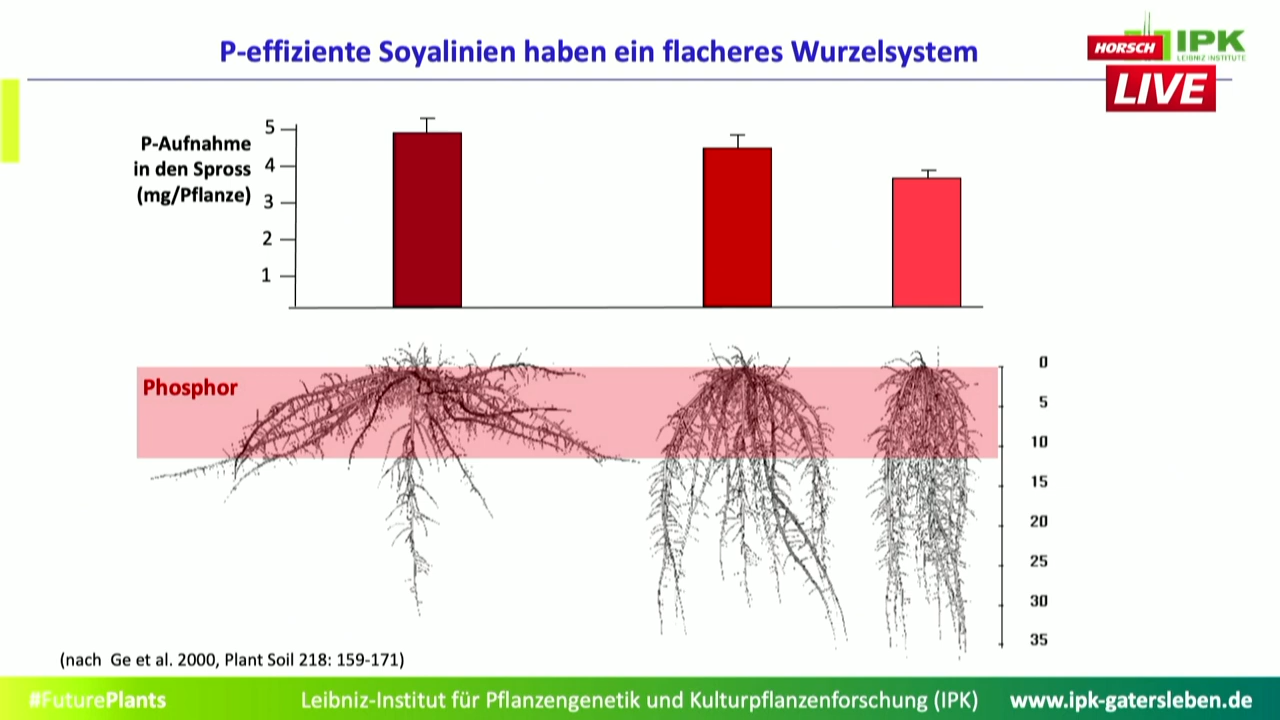 P-effiziente Soyalinien haben ein flacheres Wurzelsystem
HORSCH
LIVE
IPK
LEIBNIZ INSTITUTE
P-Aufnahme
in den Spross
(mg/Pflanze)
5
4
3
2
1
Phosphor
0
5
10
15
20
25
30
35
(nach Ge et al. 2000, Plant Soil 218: 159-171)
#FuturePlants
Leibniz-Institut für Pflanzengenetik und Kulturpflanzenforschung (IPK)
www.ipk-gatersleben.de